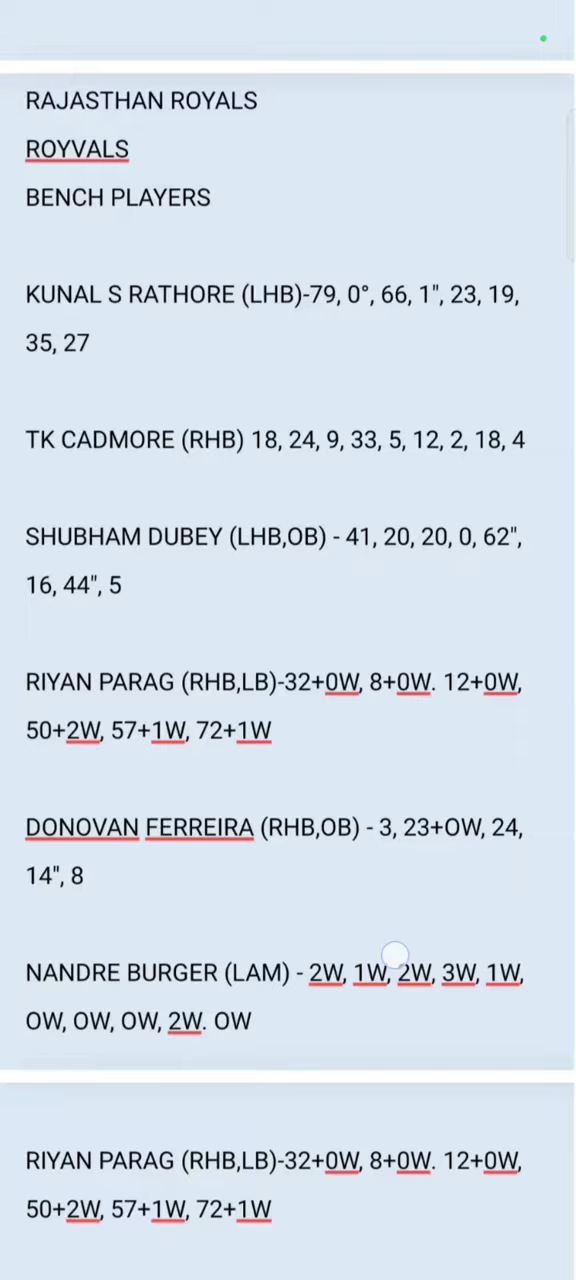 RAJASTHAN ROYALS
ROYVALS
BENCH PLAYERS
KUNAL S RATHORE (LHB)-79, 0°, 66, 1", 23, 19,
35, 27
TK CADMORE (RHB) 18, 24, 9, 33, 5, 12, 2, 18, 4
SHUBHAM DUBEY (LHB,OB) - 41, 20, 20, 0, 62",
16, 44", 5
RIYAN PARAG (RHB,LB)-32+0W, 8+0W. 12+0W,
50+2W, 57+1W, 72+1W
DONOVAN FERREIRA (RHB,OB) - 3, 23+OW, 24,
14", 8
NANDRE BURGER (LAM) - 2W, 1W, 2W, 3W, 1W,
OW, OW, OW, 2W. OW
RIYAN PARAG (RHB,LB)-32+0W, 8+0W. 12+0W,
50+2W, 57+1W, 72+1W